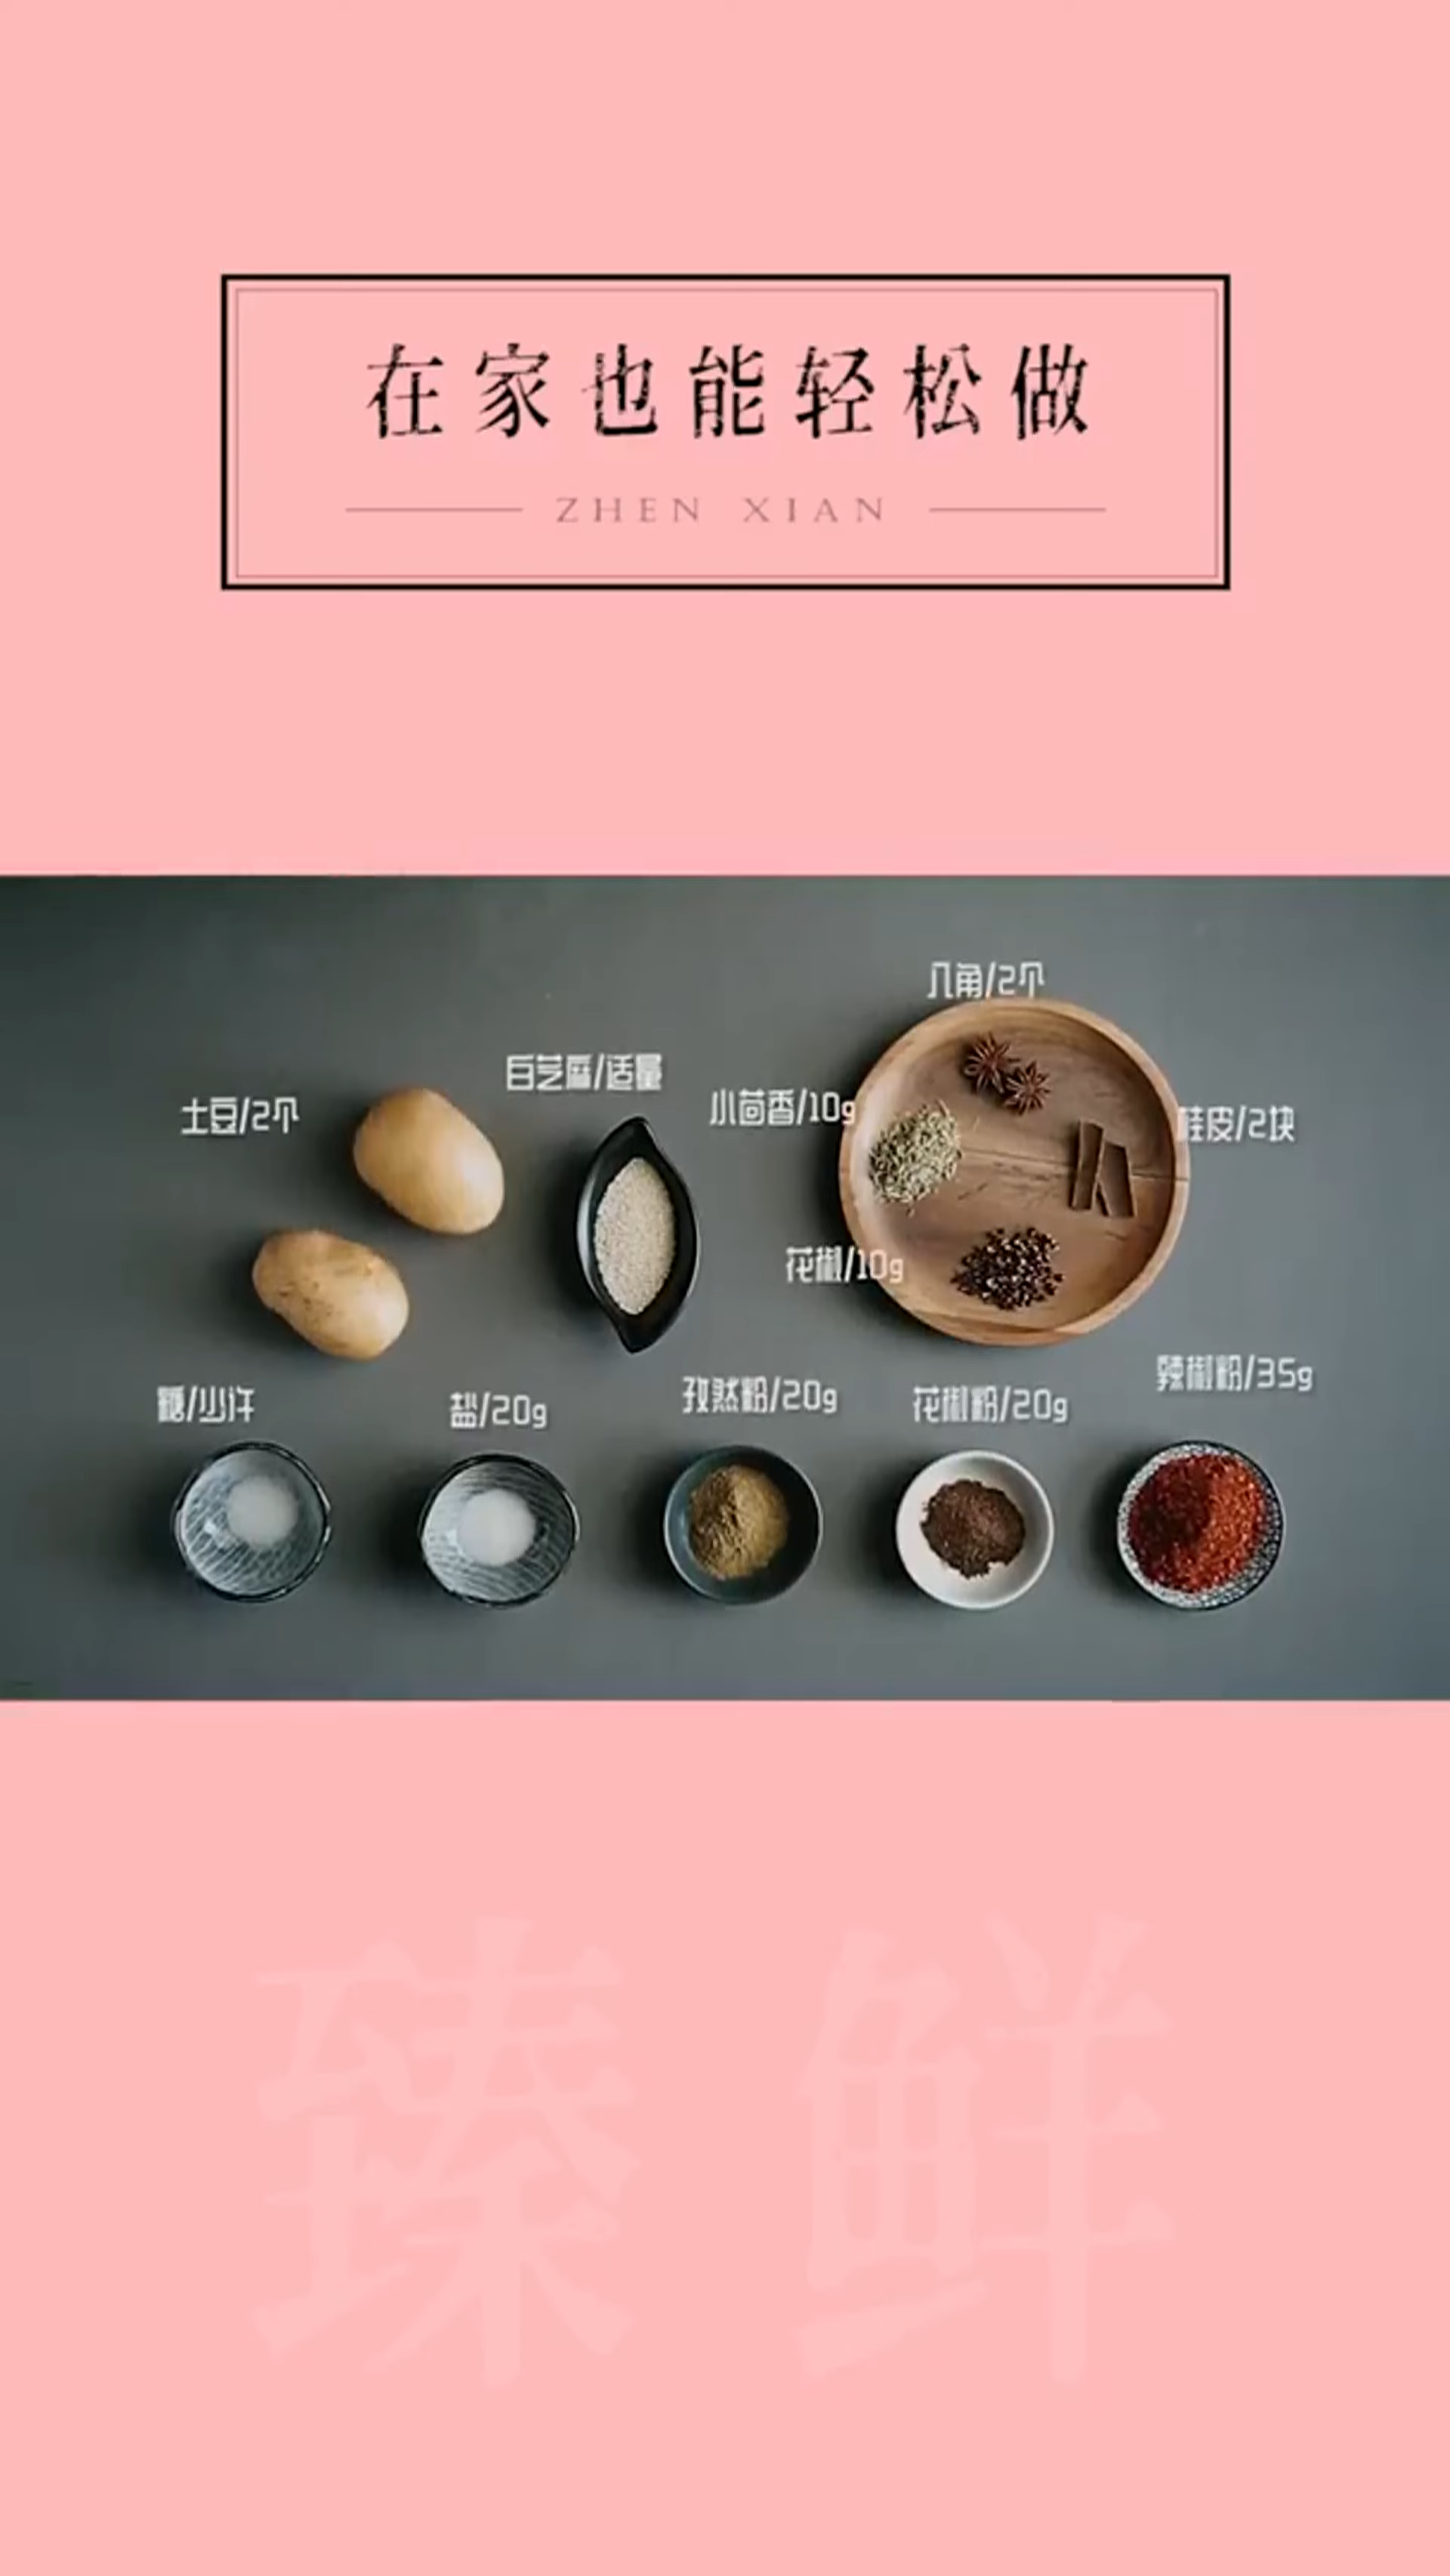 在家也能轻松做
ZHEN XIAN
八角/2个
白芝麻/适量
土豆/2个
小茴香/10g
桂皮/2块
花椒/10g
糖/少许
盐/20g
孜然粉/20g
花椒粉/20g
辣椒粉/35g
臻鲜